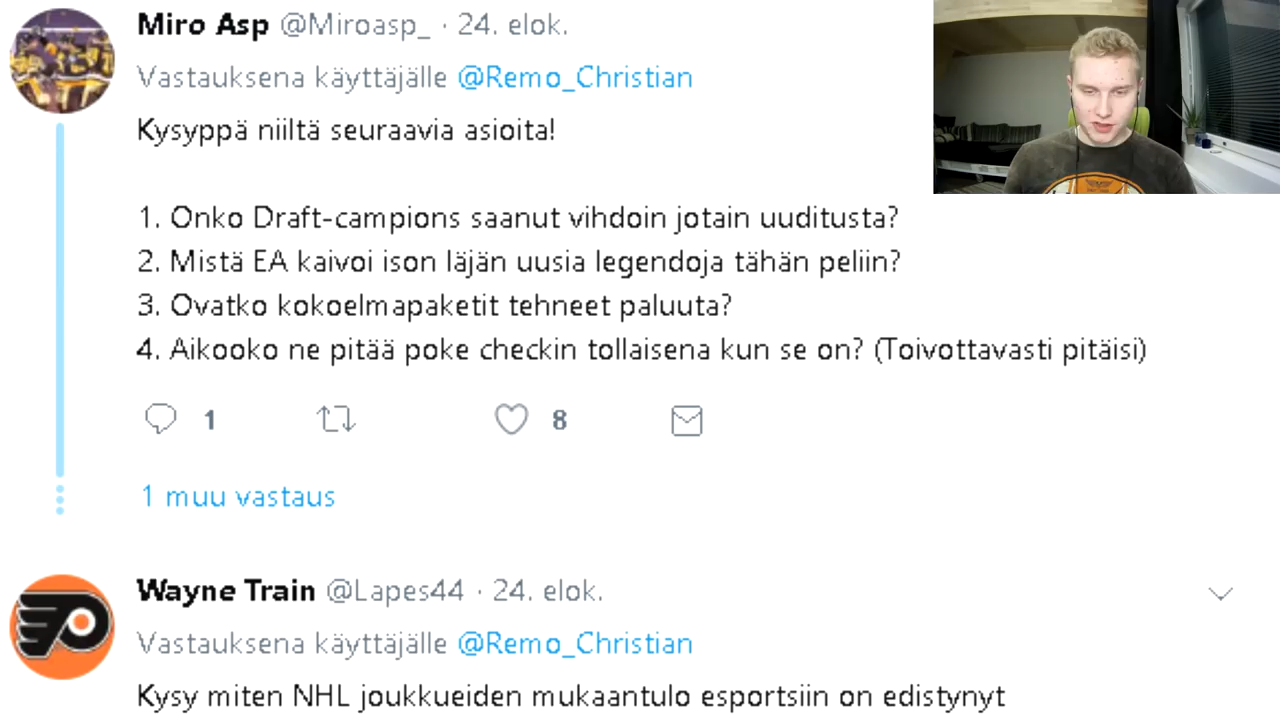 Miro Asp @Miroasp_ · 24. elok.
Vastauksena käyttäjälle @Remo_Christian
Kysyppä niiltä seuraavia asioita!
1. Onko Draft-campions saanut vihdoin jotain uuditusta?
2. Mistä EA kaivoi ison läjän uusia legendoja tähän peliin?
3. Ovatko kokoelmapaketit tehneet paluuta?
4. Aikooko ne pitää poke checkin tollaisena kun se on? (Toivottavasti pitäisi)
1 8
1 muu vastaus
Wayne Train @Lapes44 · 24. elok.
Vastauksena käyttäjälle @Remo_Christian
Kysy miten NHL joukkueiden mukaantulo esportsiin on edistynyt